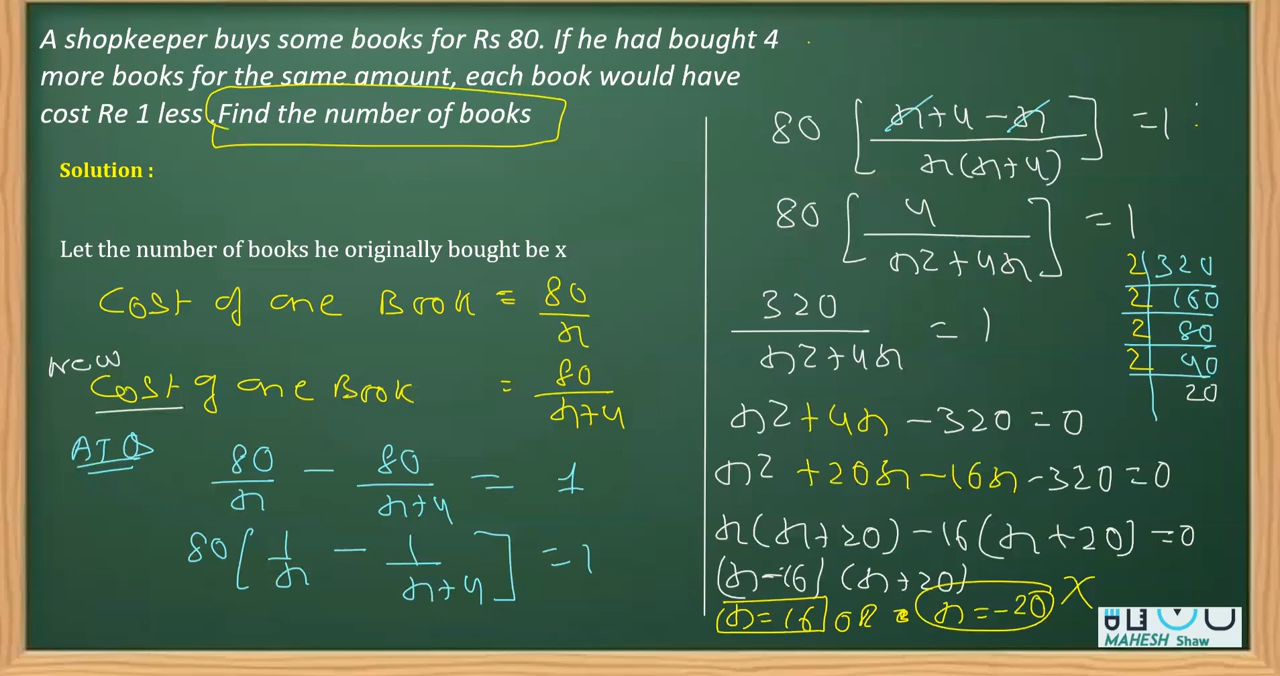 A shopkeeper buys some books for Rs 80. If he had bought 4
more books for the same amount, each book would have
cost Re 1 less .Find the number of books
Solution :
Let the number of books he originally bought be x
Cost of one Book = 80/x
New
Cost of one Book = 80/x+4
ATQ
80/x - 80/x+4 = 1
80[1/x - 1/x+4] = 1
80 [x+4-x / x(x+4)] = 1
80 [4 / x2+4x] = 1
320 / x2+4x = 1
2 320
2 160
2 80
2 40
20
x2 +4x - 320 = 0
x2 +20x -16x -320 = 0
x(x+20) -16(x+20) = 0
(x-16) (x+20)
x=16 OR x=-20 X
MAHESH Shaw